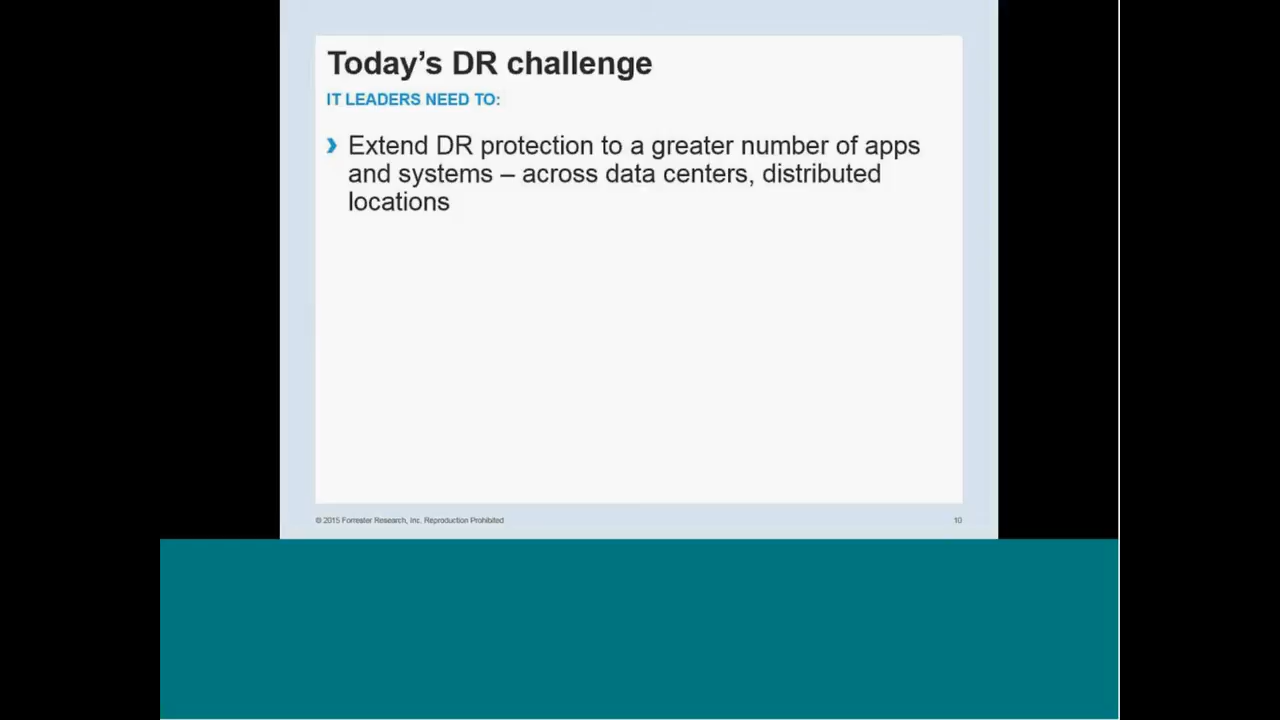 Today’s DR challenge
IT LEADERS NEED TO:
Extend DR protection to a greater number of apps
and systems – across data centers, distributed
locations
© 2015 Forrester Research, Inc. Reproduction Prohibited
10